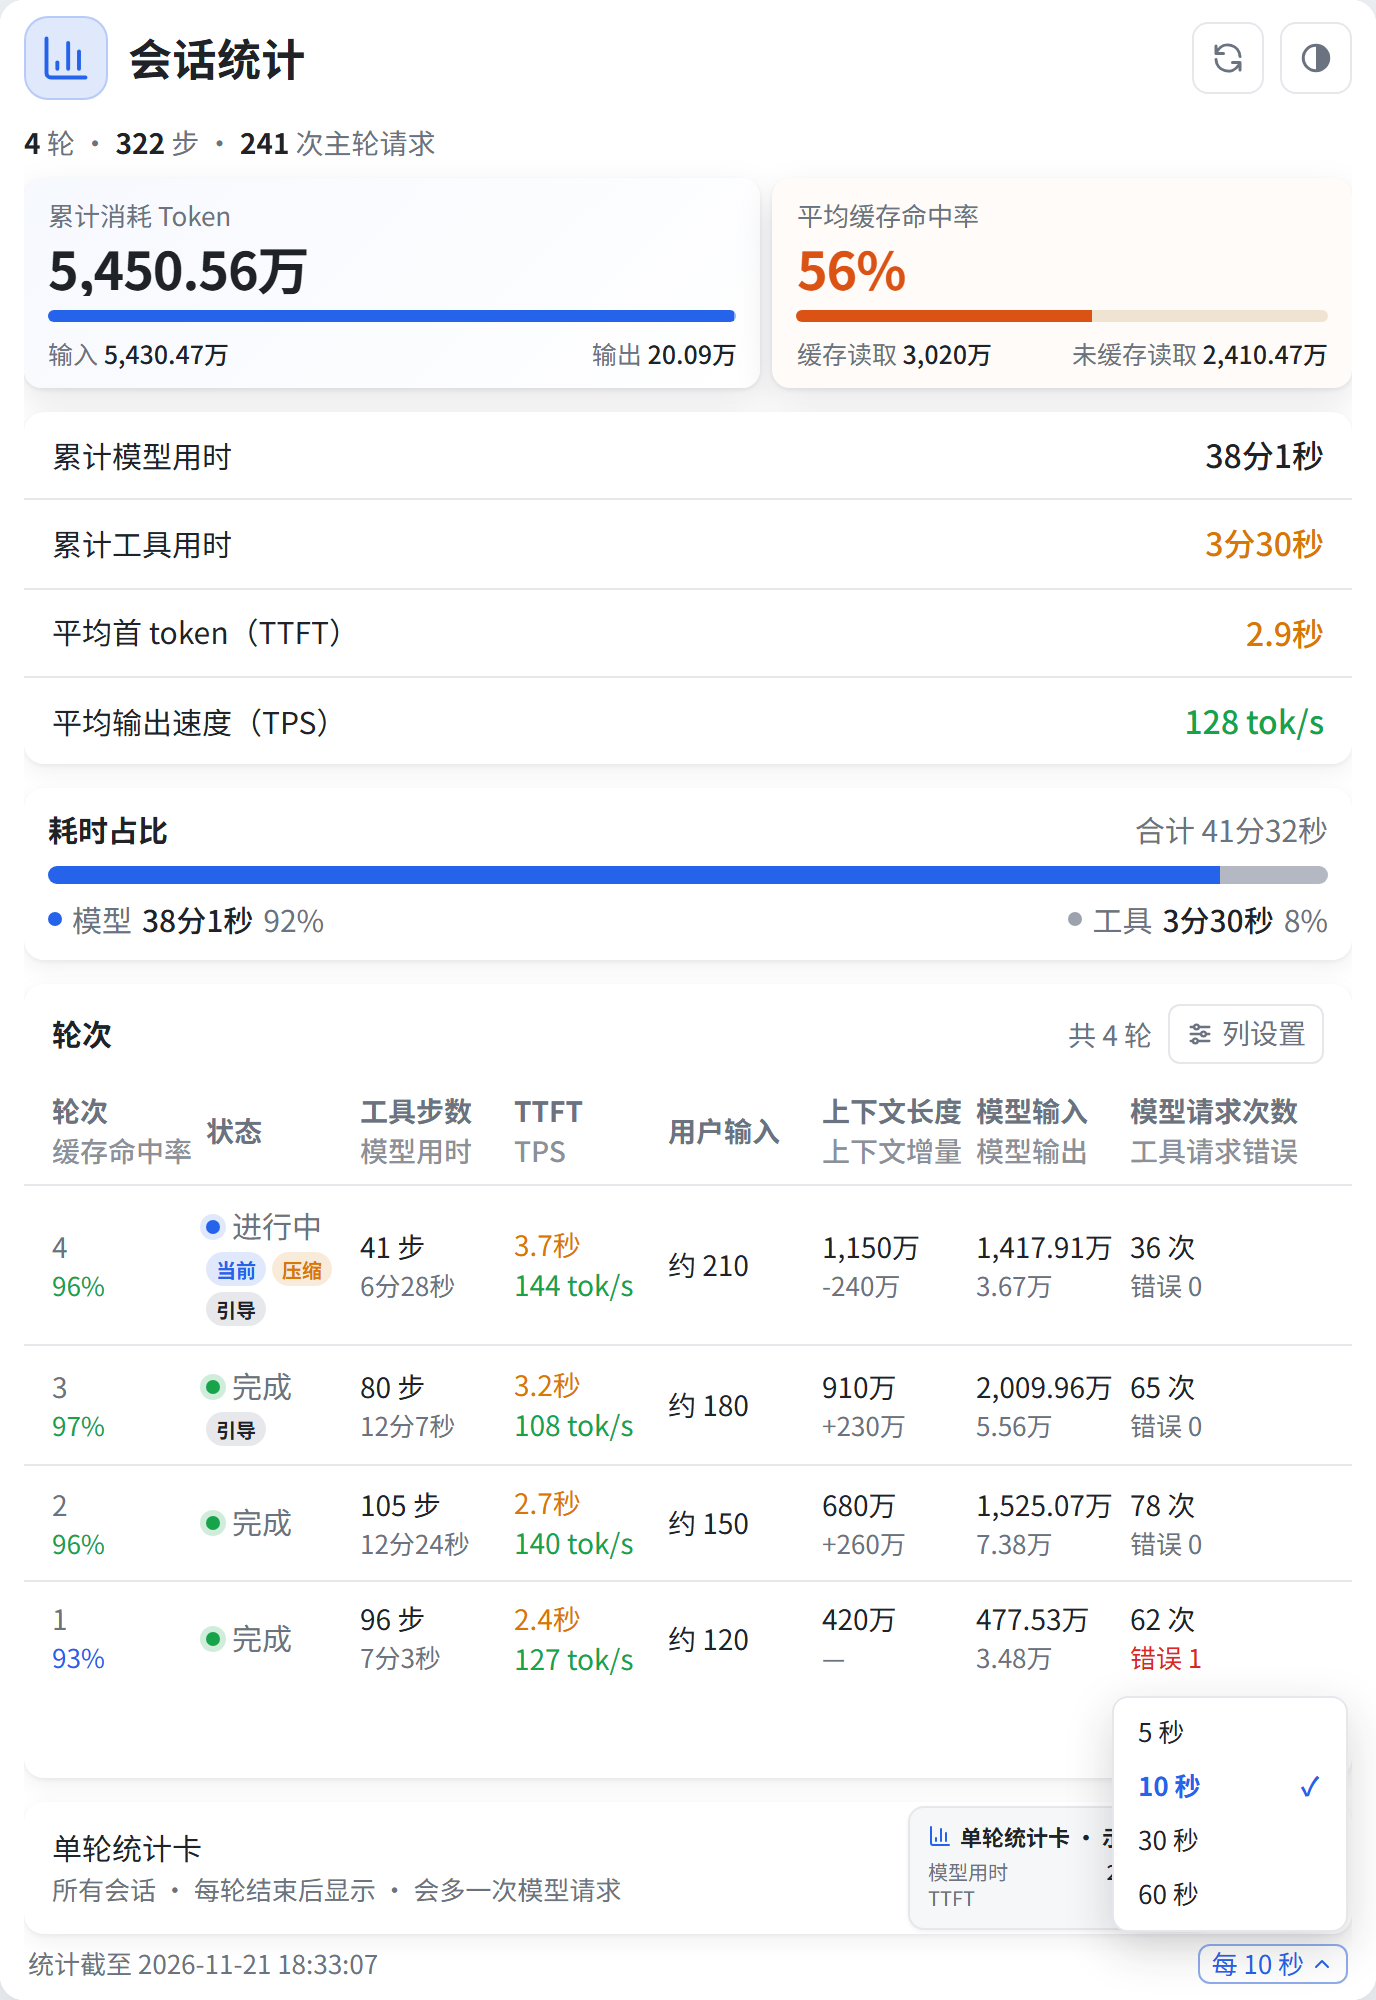 会话统计
4 轮 • 322 步 • 241 次主轮请求
累计消耗 Token
5,450.56万
输入 5,430.47万 输出 20.09万
平均缓存命中率
56%
缓存读取 3,020万 未缓存读取 2,410.47万
累计模型用时 38分1秒
累计工具用时 3分30秒
平均首 token（TTFT） 2.9秒
平均输出速度（TPS） 128 tok/s
耗时占比 合计 41分32秒
模型 38分1秒 92% 工具 3分30秒 8%
轮次 共 4 轮 列设置
轮次 状态 工具步数 TTFT 用户输入 上下文长度 模型输入 模型请求次数
缓存命中率 模型用时 TPS 上下文增量 模型输出 工具请求错误
4 进行中 41 步 3.7秒 约 210 1,150万 1,417.91万 36 次
96% 当前 压缩 6分28秒 144 tok/s -240万 3.67万 错误 0
引导
3 完成 80 步 3.2秒 约 180 910万 2,009.96万 65 次
97% 引导 12分7秒 108 tok/s +230万 5.56万 错误 0
2 完成 105 步 2.7秒 约 150 680万 1,525.07万 78 次
96% 12分24秒 140 tok/s +260万 7.38万 错误 0
1 完成 96 步 2.4秒 约 120 420万 477.53万 62 次
93% 7分3秒 127 tok/s — 3.48万 错误 1
单轮统计卡
所有会话 • 每轮结束后显示 • 会多一次模型请求
单轮统计卡 •
模型用时
TTFT
5 秒
10 秒 ✓
30 秒
60 秒
统计截至 2026-11-21 18:33:07 每 10 秒